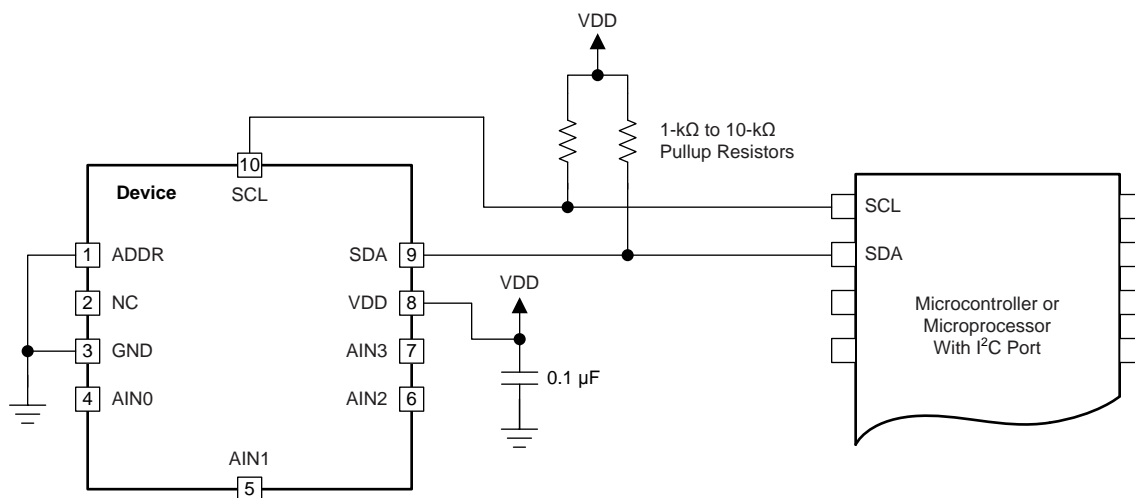 VDD
1-kΩ to 10-kΩ
Pullup Resistors
10
Device
SCL
SCL
1 ADDR
SDA 9
SDA
2 NC
VDD 8
VDD
3 GND
AIN3 7
Microcontroller or
Microprocessor
With I²C Port
4 AIN0
AIN2 6
0.1 µF
AIN1
5